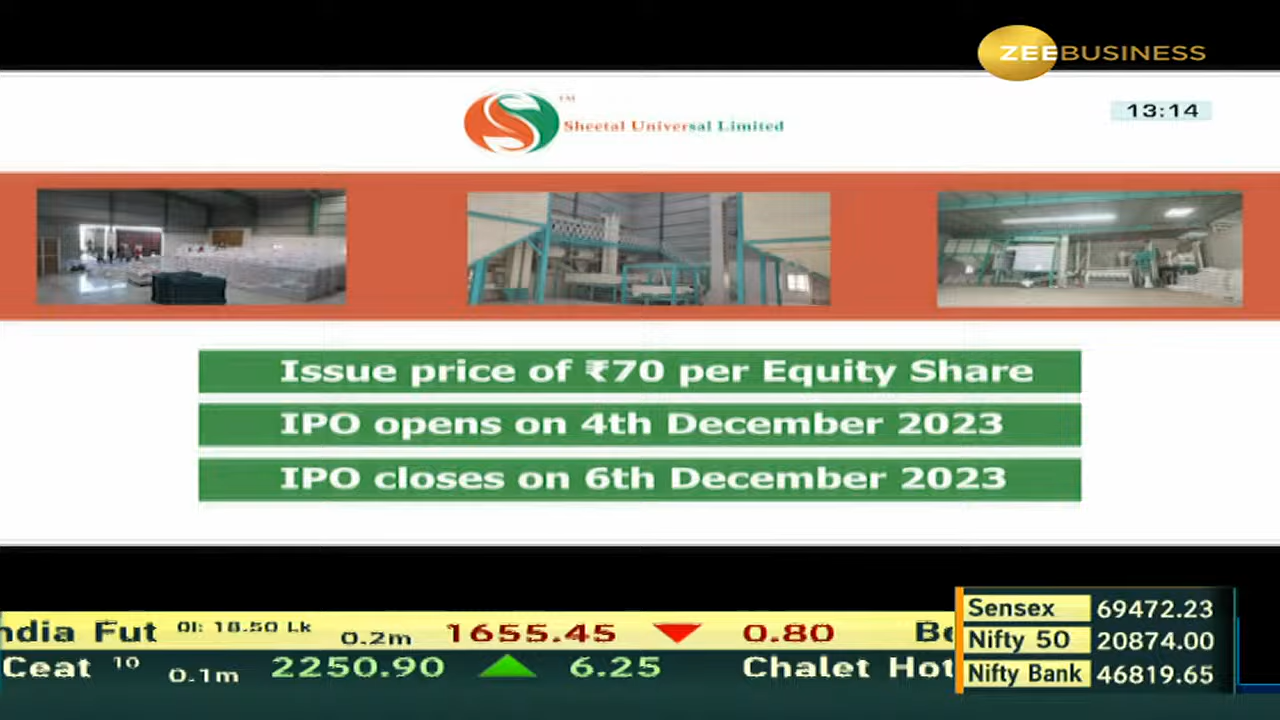 ZEEBUSINESS
13:14
TM
Sheetal Universal Limited
Issue price of ₹70 per Equity Share
IPO opens on 4th December 2023
IPO closes on 6th December 2023
ndia Fut OI: 18.50 Lk 0.2m 1655.45 0.80
Ceat 10 0.1m 2250.90 6.25 Chalet Hot
Sensex 69472.23
Nifty 50 20874.00
Nifty Bank 46819.65